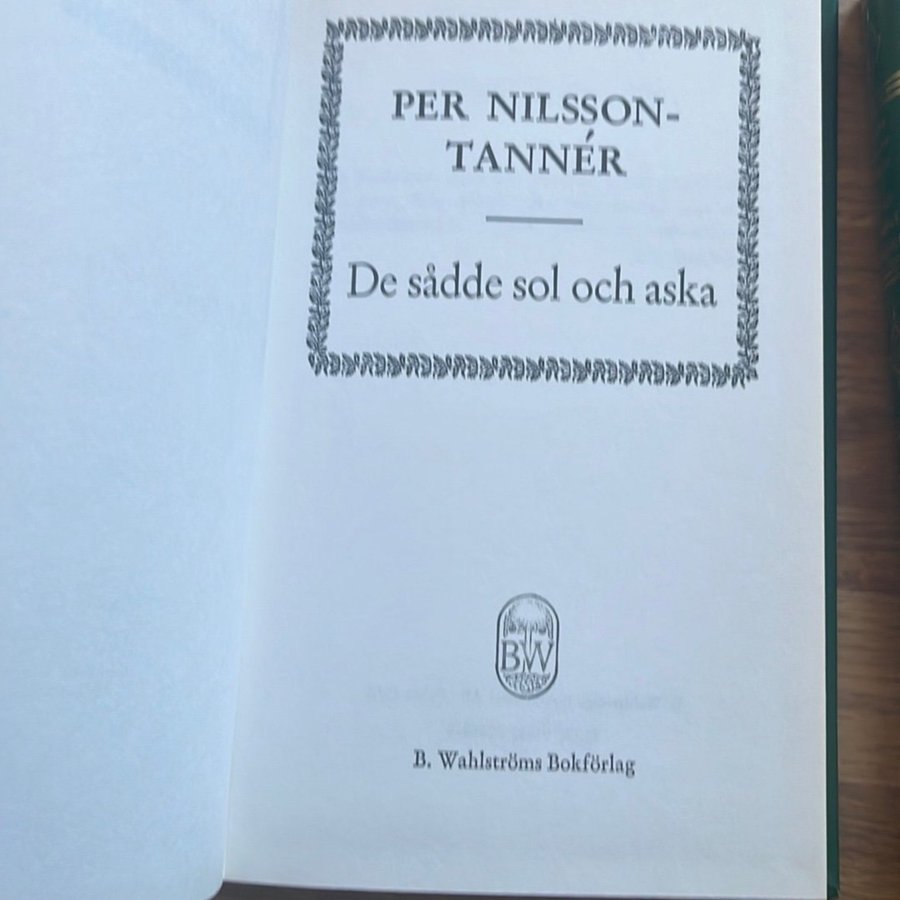 PER NILSSON-
TANNÉR
De sådde sol och aska
BW
B. Wahlströms Bokförlag